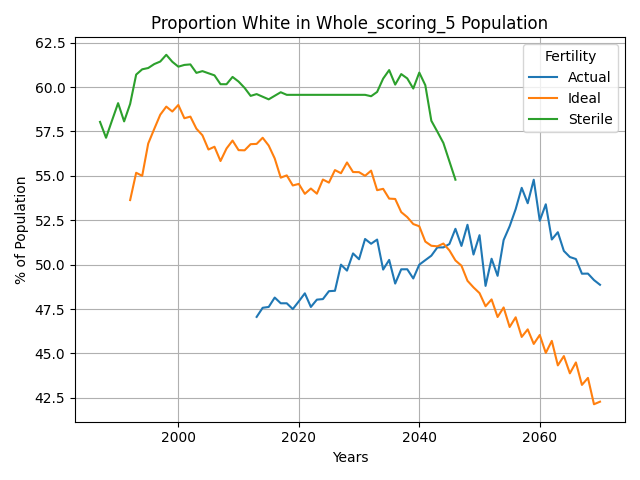 Proportion White in Whole_scoring_5 Population
Fertility
Actual
Ideal
Sterile
% of Population
62.5
60.0
57.5
55.0
52.5
50.0
47.5
45.0
42.5
2000
2020
2040
2060
Years